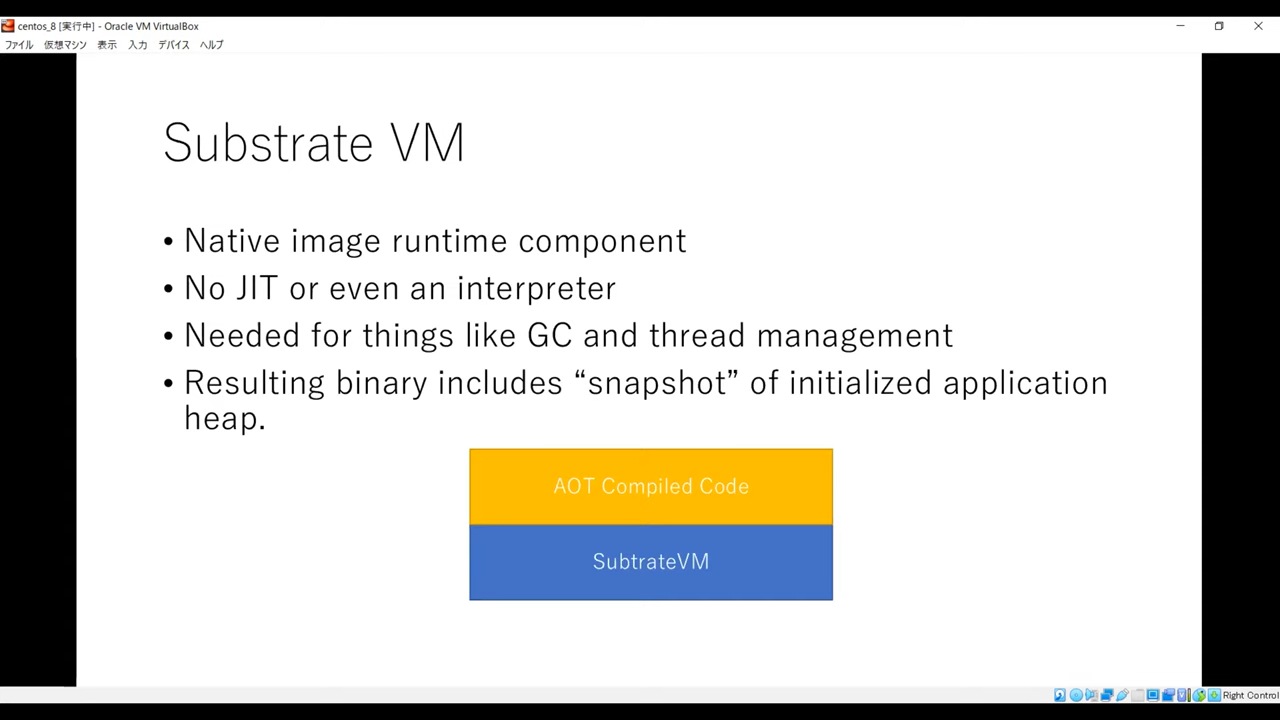 centos_8 [実行中] - Oracle VM VirtualBox
ファイル 仮想マシン 表示 入力 デバイス ヘルプ
Substrate VM
• Native image runtime component
• No JIT or even an interpreter
• Needed for things like GC and thread management
• Resulting binary includes “snapshot” of initialized application
heap.
AOT Compiled Code
SubtrateVM
Right Control